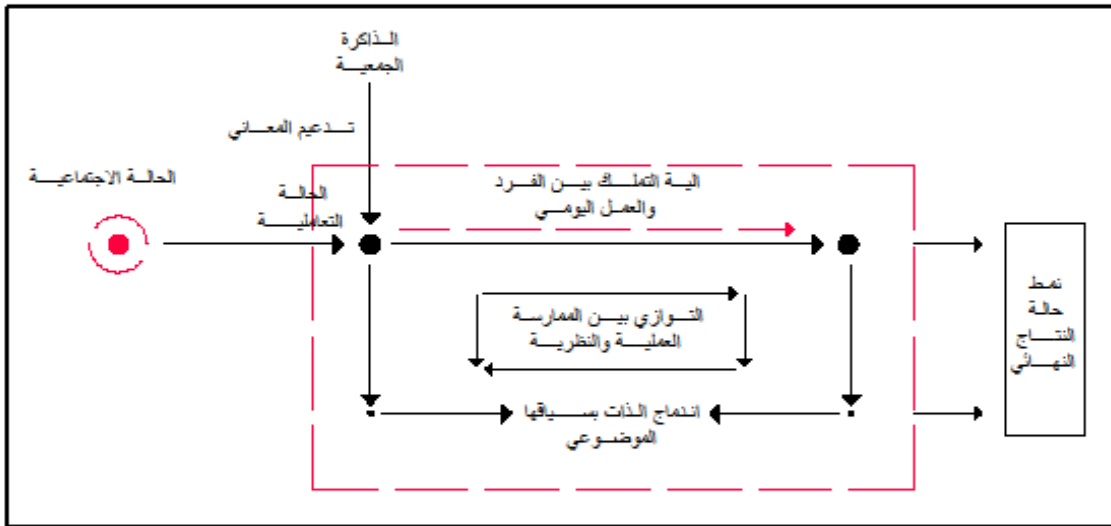 الذاكرة
الجمعية
تدعيم المعاني
الحالة الاجتماعية
الحالة
التعاملية
الية التملك بين الفرد
والعمل اليومي
التوازي بين الممارسة
العملية والنظرية
اندماج الذات بسياقها
الموضوعي
نمط
حالة
النتاج
النهائي